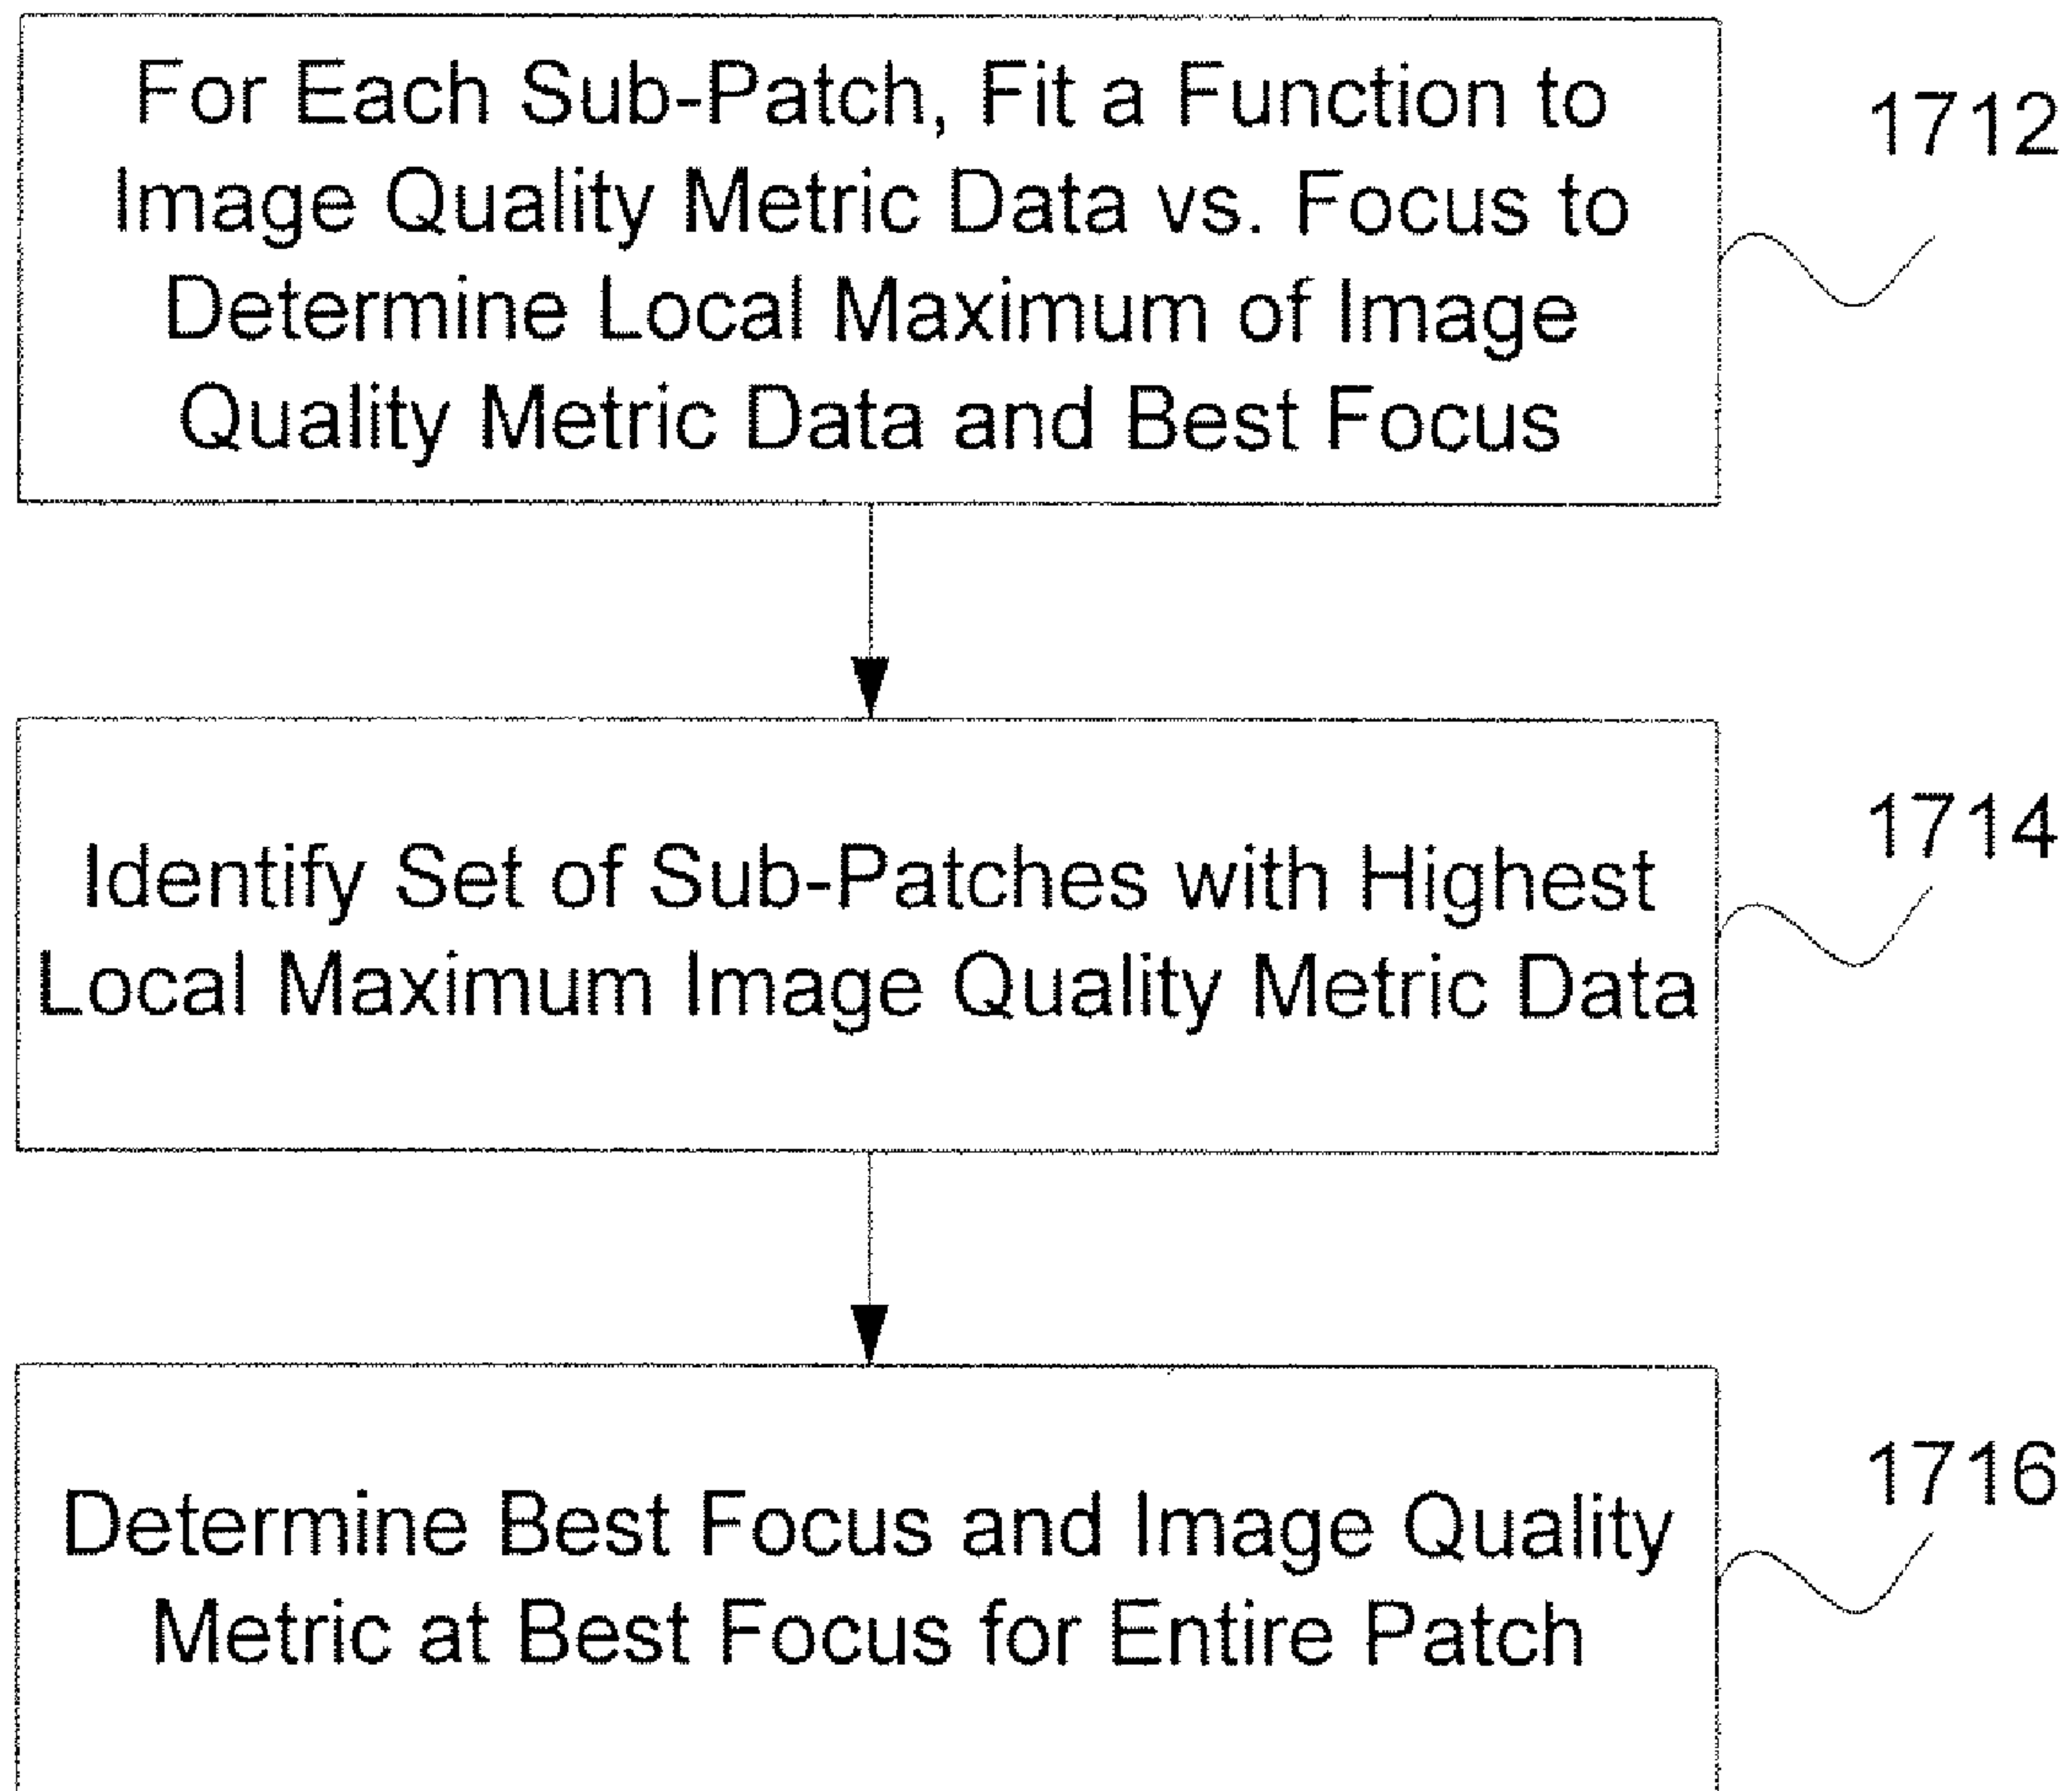 For Each Sub-Patch, Fit a Function to
Image Quality Metric Data vs. Focus to
Determine Local Maximum of Image
Quality Metric Data and Best Focus
1712
Identify Set of Sub-Patches with Highest
Local Maximum Image Quality Metric Data
1714
Determine Best Focus and Image Quality
Metric at Best Focus for Entire Patch
1716